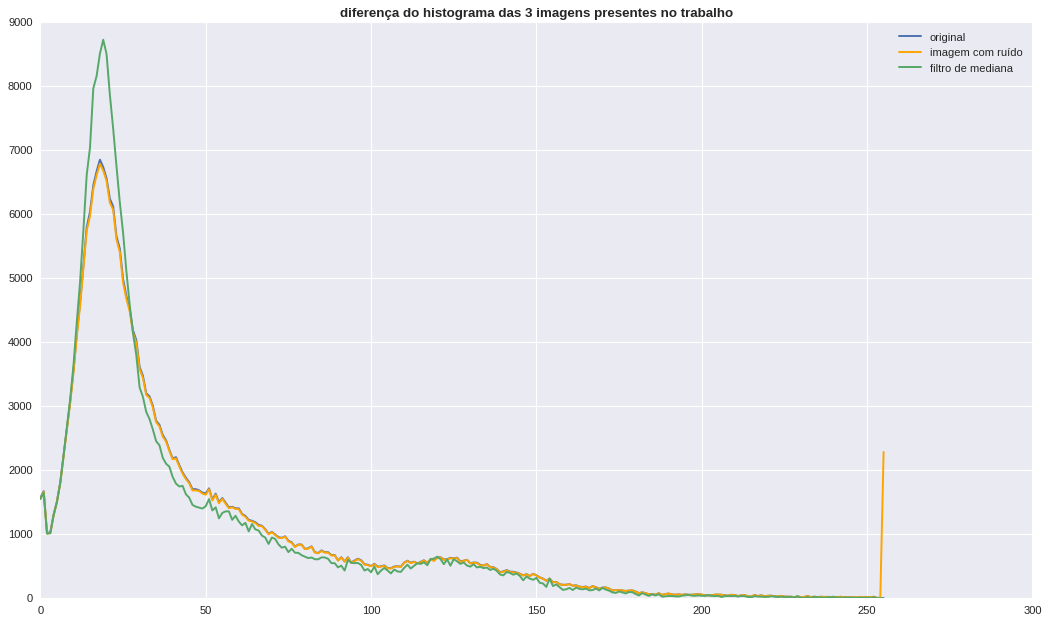 diferença do histograma das 3 imagens presentes no trabalho
original
imagem com ruído
filtro de mediana
9000
8000
7000
6000
5000
4000
3000
2000
1000
0
0 50 100 150 200 250 300